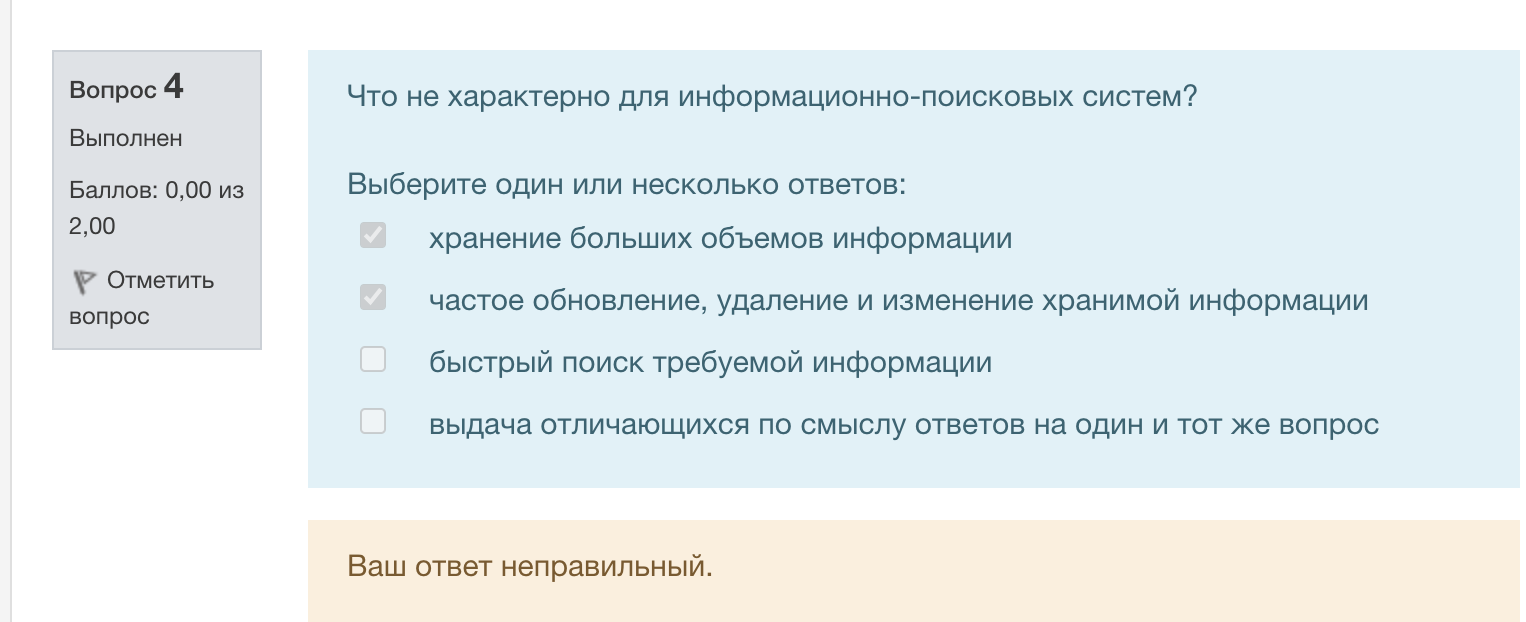 Вопрос 4
Выполнен
Баллов: 0,00 из
2,00
Отметить
вопрос
Что не характерно для информационно-поисковых систем?
Выберите один или несколько ответов:
хранение больших объемов информации
частое обновление, удаление и изменение хранимой информации
быстрый поиск требуемой информации
выдача отличающихся по смыслу ответов на один и тот же вопрос
Ваш ответ неправильный.